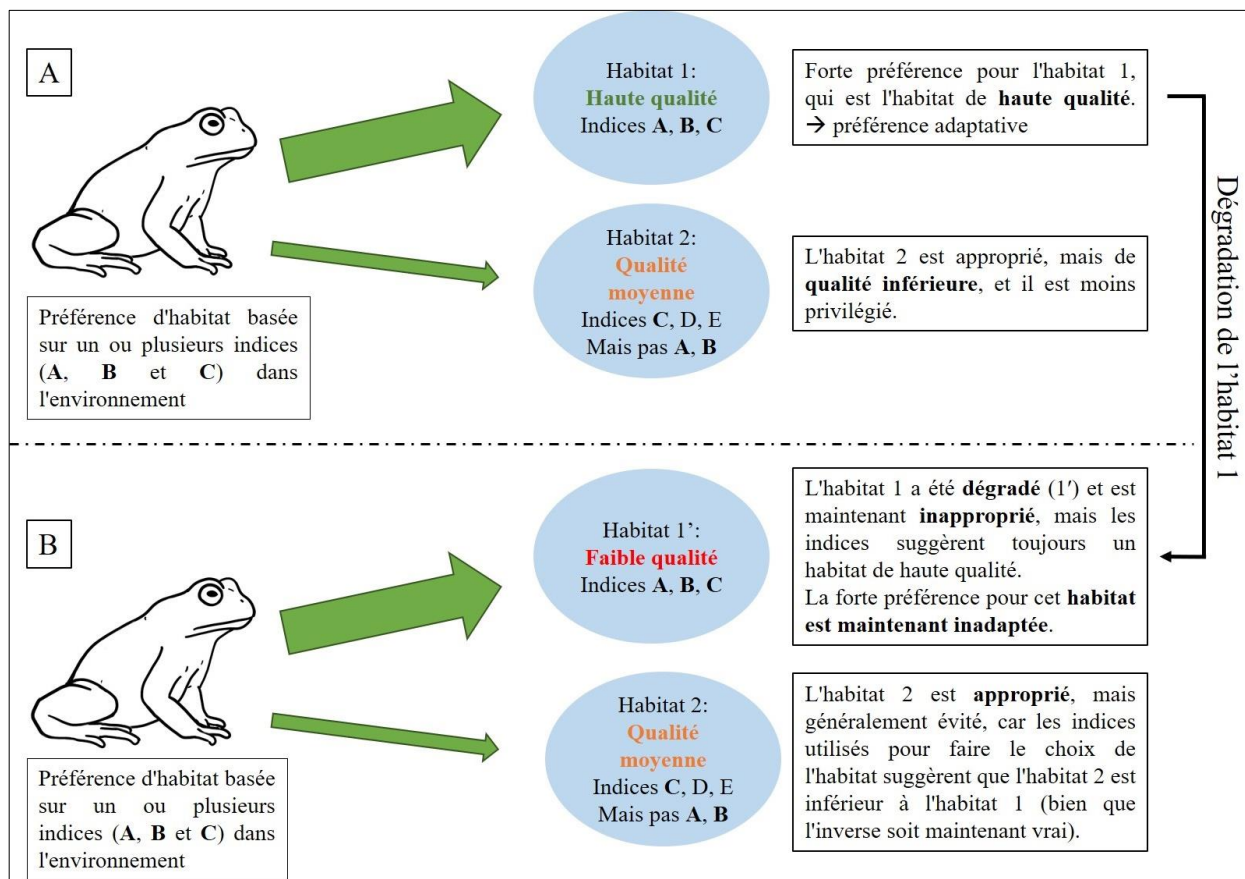 A
Habitat 1:
Haute qualité
Indices A, B, C
Forte préférence pour l'habitat 1,
qui est l'habitat de haute qualité.
→ préférence adaptative
Préférence d'habitat basée
sur un ou plusieurs indices
(A, B et C) dans
l'environnement
Habitat 2:
Qualité
moyenne
Indices C, D, E
Mais pas A, B
L'habitat 2 est approprié, mais de
qualité inférieure, et il est moins
privilégié.
Dégradation de l'habitat 1
B
Habitat 1’:
Faible qualité
Indices A, B, C
L'habitat 1 a été dégradé (1′) et est
maintenant inapproprié, mais les
indices suggèrent toujours un
habitat de haute qualité.
La forte préférence pour cet habitat
est maintenant inadaptée.
Préférence d'habitat basée
sur un ou plusieurs
indices (A, B et C) dans
l'environnement
Habitat 2:
Qualité
moyenne
Indices C, D, E
Mais pas A, B
L'habitat 2 est approprié, mais
généralement évité, car les indices
utilisés pour faire le choix de
l'habitat suggèrent que l'habitat 2 est
inférieur à l'habitat 1 (bien que
l'inverse soit maintenant vrai).